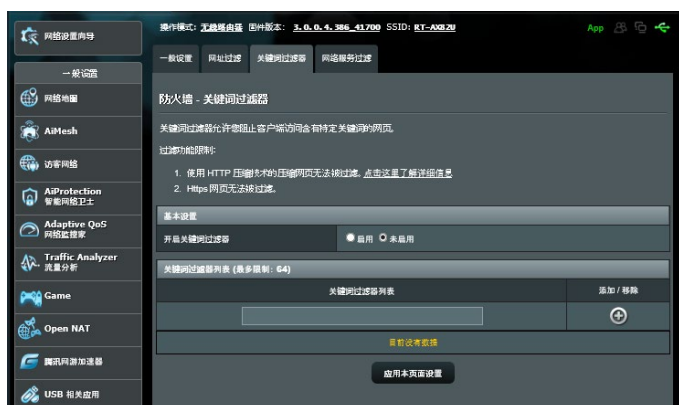 网络设置向导
一般设置
网络地图
AiMesh
访客网络
AiProtection
智能网络卫士
Adaptive QoS
网络监控家
Traffic Analyzer
流量分析
Game
Open NAT
腾讯网游加速器
USB 相关应用
操作模式: 无线路由器 固件版本: 3.0.0.4.386_41700 SSID: RT-AX82U
App
一般设置 网址过滤 关键词过滤器 网络服务过滤
防火墙 - 关键词过滤器
关键词过滤器允许您阻止客户端访问含有特定关键词的网页。
过滤功能限制:
1. 使用 HTTP 压缩技术的压缩网页无法被过滤。点击这里了解详细信息
2. Https 网页无法被过滤。
基本设置
开启关键词过滤器 启用 未启用
关键词过滤器列表 (最多限制: 64)
关键词过滤器列表 添加 / 移除
目前没有数据
应用本页面设置